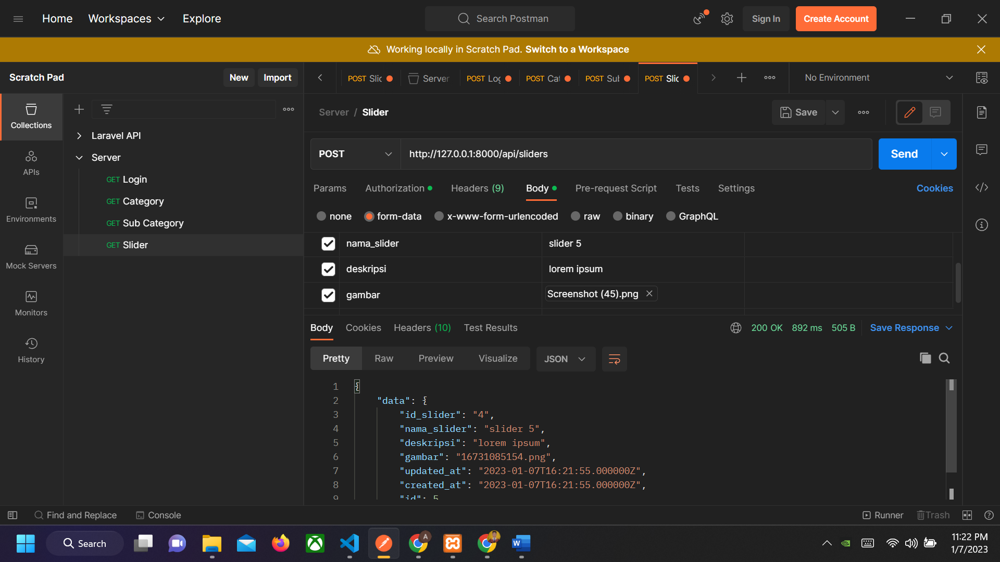 Home Workspaces Explore Search Postman Sign In Create Account
Working locally in Scratch Pad. Switch to a Workspace
Scratch Pad New Import POST Slic Server POST Log POST Cat POST Sub POST Slic No Environment
Collections
APIs
Environments
Mock Servers
Monitors
History
Laravel API
Server
GET Login
GET Category
GET Sub Category
GET Slider
Server / Slider Save
POST http://127.0.0.1:8000/api/sliders Send
Params Authorization Headers (9) Body Pre-request Script Tests Settings Cookies
none form-data x-www-form-urlencoded raw binary GraphQL
nama_slider slider 5
deskripsi lorem ipsum
gambar Screenshot (45).png
Body Cookies Headers (10) Test Results 200 OK 892 ms 505 B Save Response
Pretty Raw Preview Visualize JSON
1 {
2 "data": {
3 "id_slider": "4",
4 "nama_slider": "slider 5",
5 "deskripsi": "lorem ipsum",
6 "gambar": "16731085154.png",
7 "updated_at": "2023-01-07T16:21:55.000000Z",
8 "created_at": "2023-01-07T16:21:55.000000Z",
9 "id": 5
Find and Replace Console Runner Trash
Search A W 11:22 PM
1/7/2023